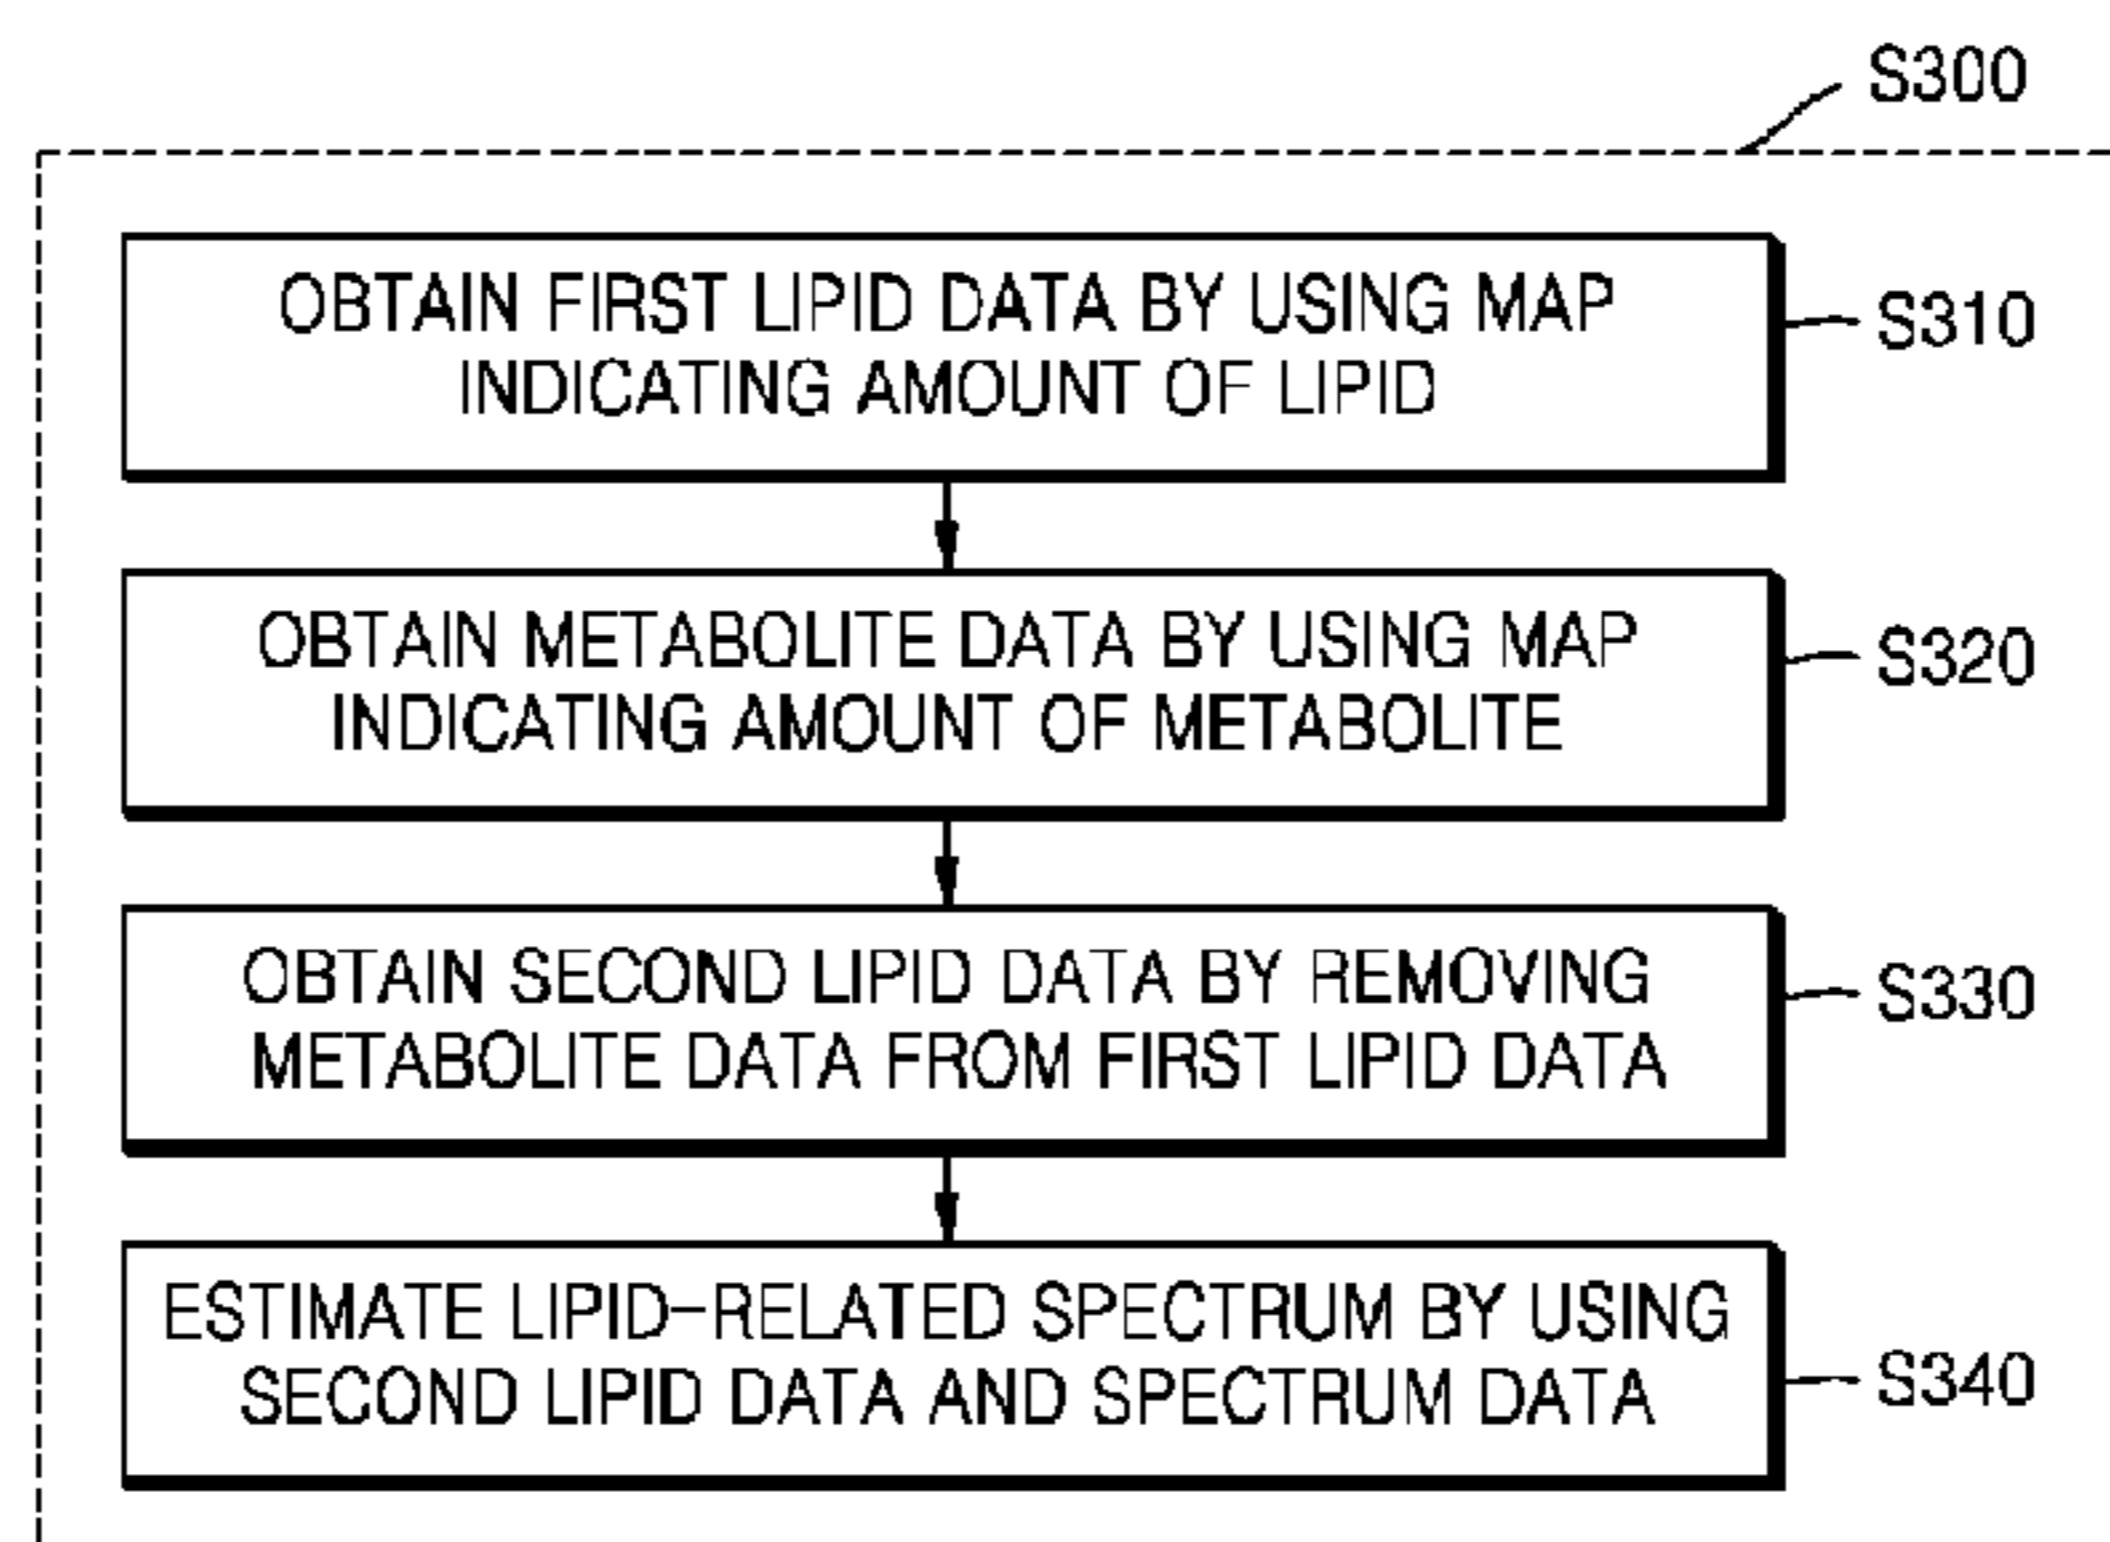 S300
OBTAIN FIRST LIPID DATA BY USING MAP
INDICATING AMOUNT OF LIPID
S310
OBTAIN METABOLITE DATA BY USING MAP
INDICATING AMOUNT OF METABOLITE
S320
OBTAIN SECOND LIPID DATA BY REMOVING
METABOLITE DATA FROM FIRST LIPID DATA
S330
ESTIMATE LIPID-RELATED SPECTRUM BY USING
SECOND LIPID DATA AND SPECTRUM DATA
S340